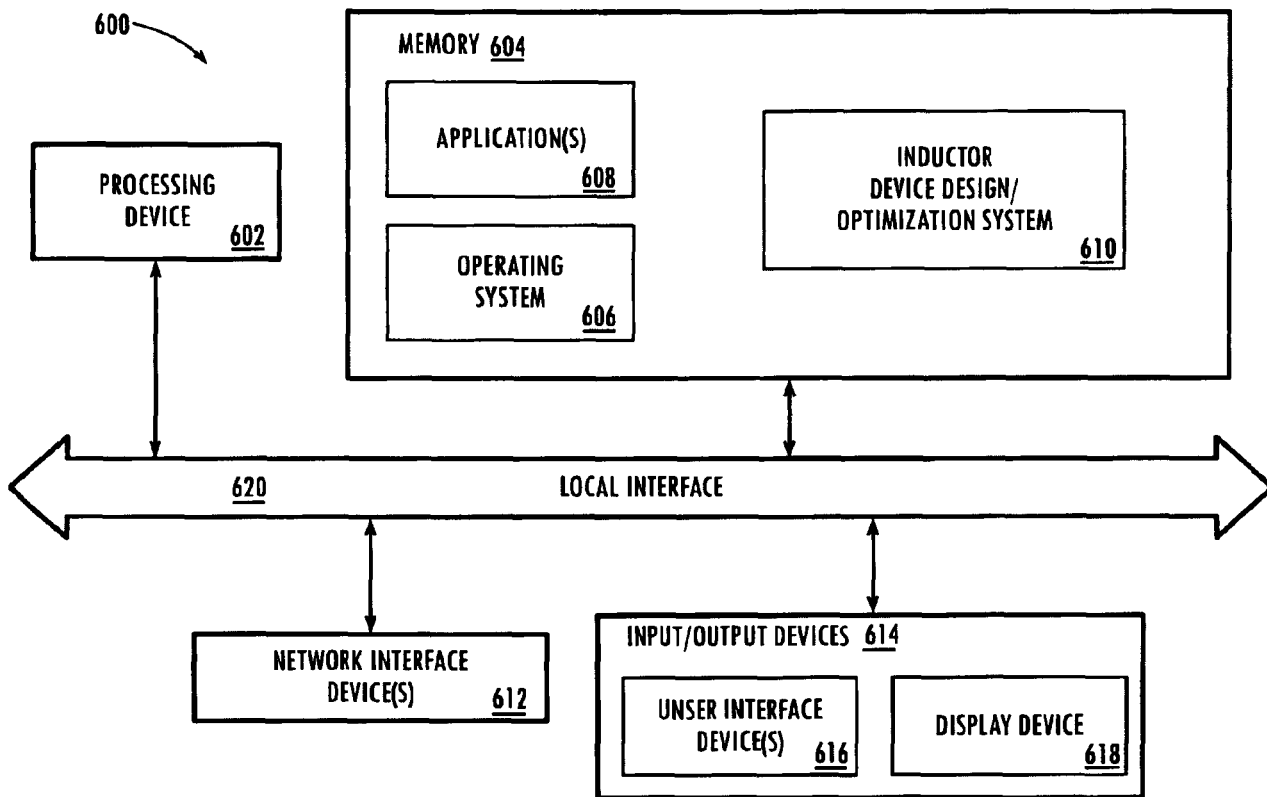 600
MEMORY 604
APPLICATION(S)
608
INDUCTOR
DEVICE DESIGN/
OPTIMIZATION SYSTEM
610
PROCESSING
DEVICE
602
OPERATING
SYSTEM
606
620 LOCAL INTERFACE
NETWORK INTERFACE
DEVICE(S)
612
INPUT/OUTPUT DEVICES 614
UNSER INTERFACE
DEVICE(S)
616
DISPLAY DEVICE
618